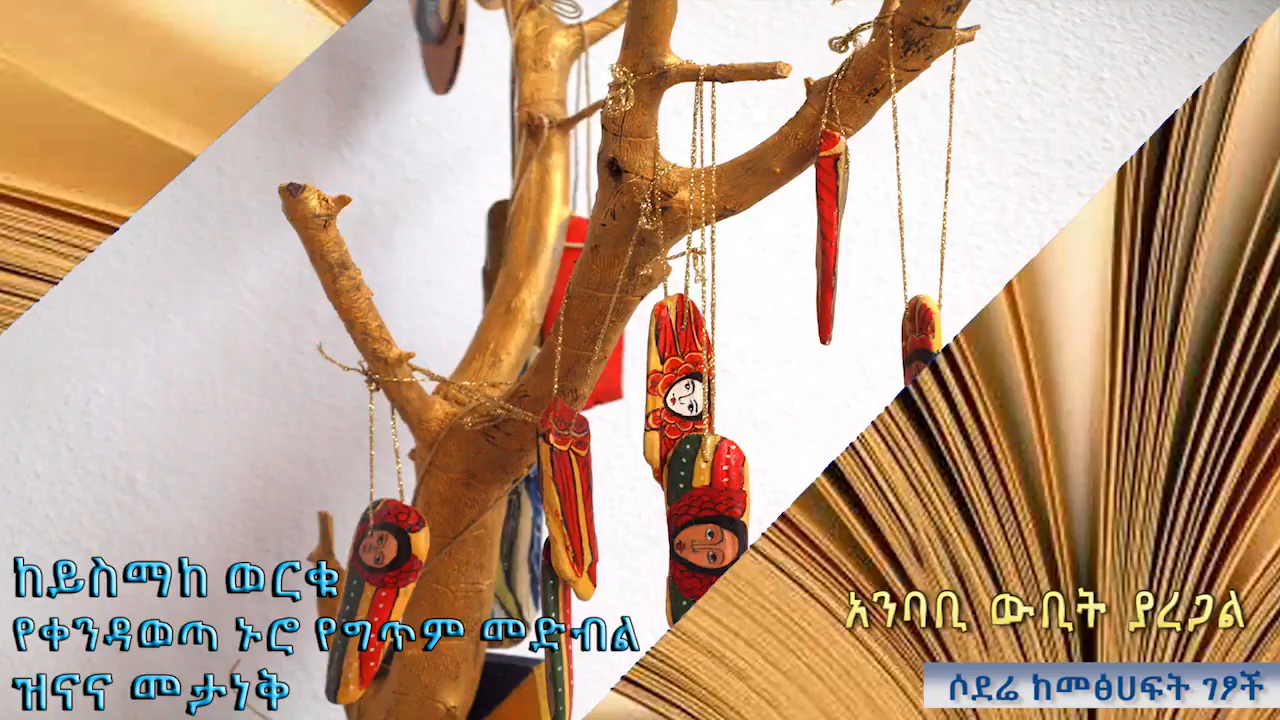 ከይስማከ ወርቁ
የቀንዳወጣ ኑሮ የግጥም መድብል
ዝናና መታነቅ
አንባቢ ውቢት ያረጋል
ሶደሬ ከመፅሀፍት ገፆች